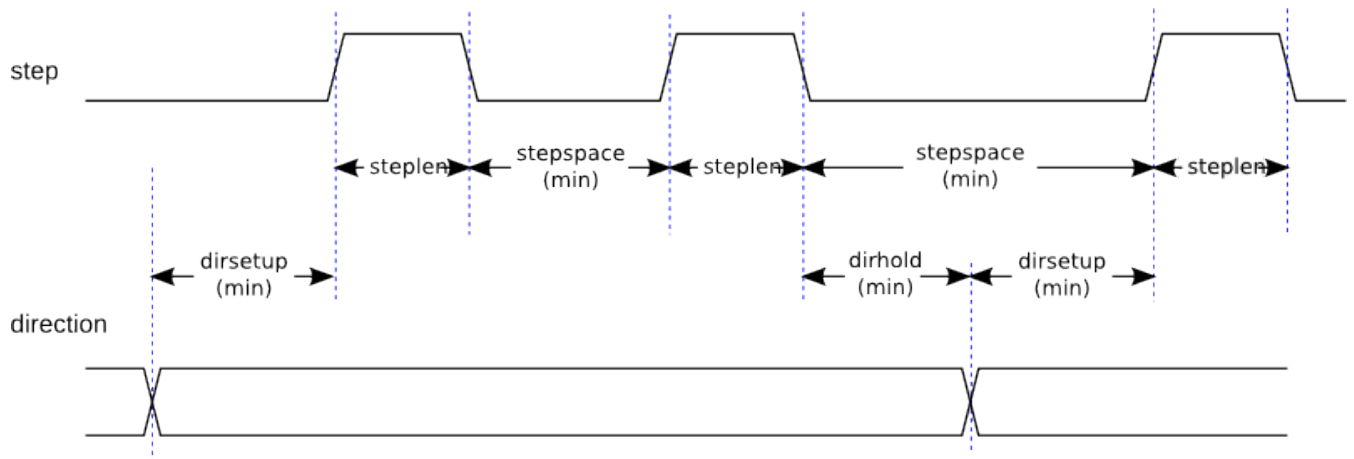 step
steplen
stepspace
(min)
steplen
stepspace
(min)
steplen
dirsetup
(min)
dirhold
(min)
dirsetup
(min)
direction